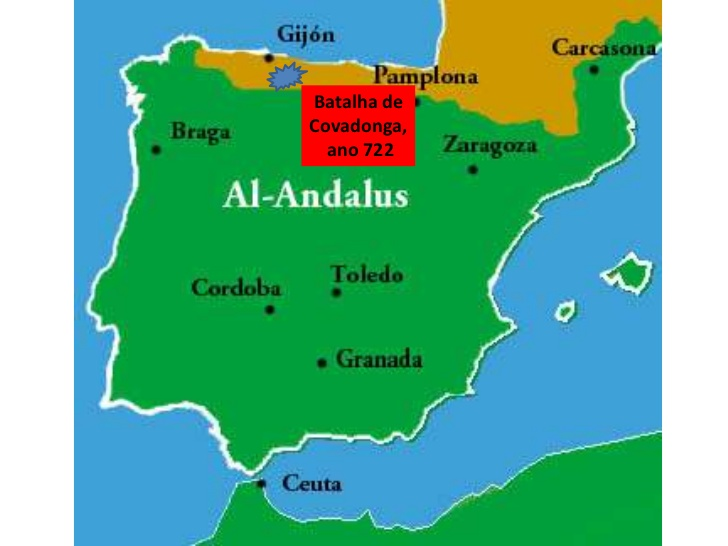 Gijón
Carcasona
Pamplona
Batalha de
Covadonga,
ano 722
Braga
Zaragoza
Al-Andalus
Toledo
Cordoba
Granada
Ceuta